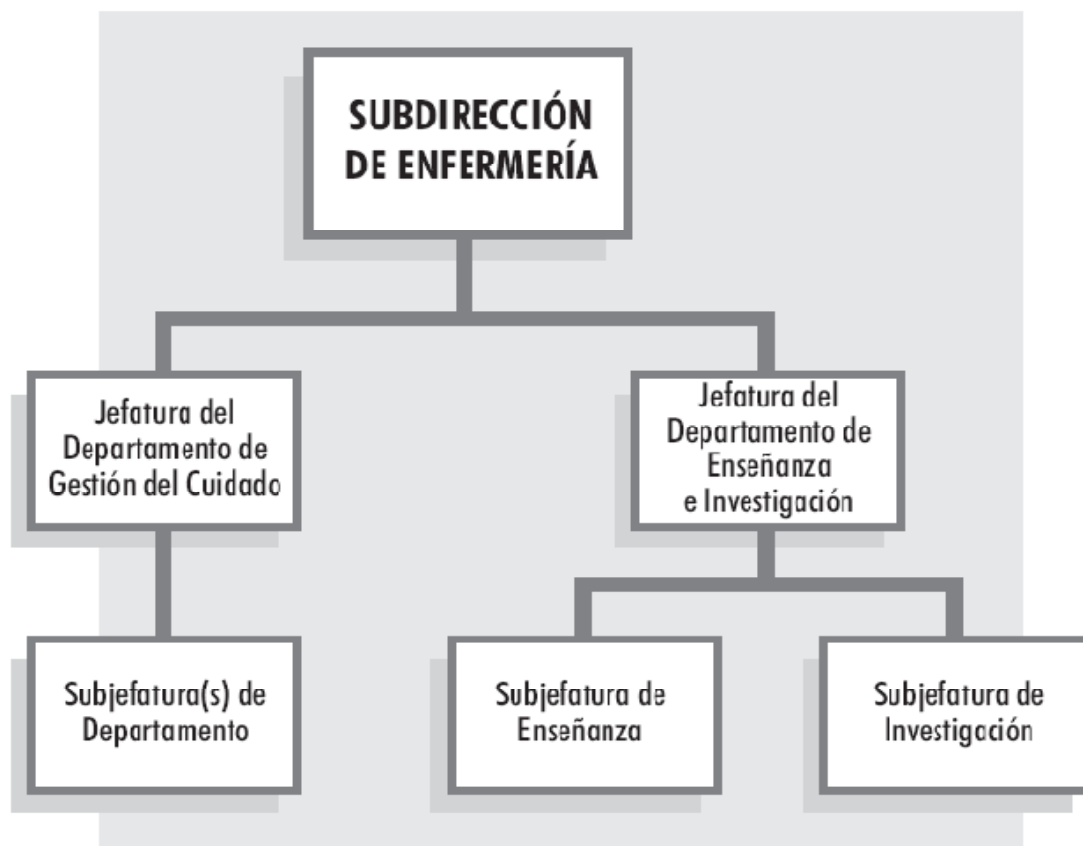 SUBDIRECCIÓN
DE ENFERMERÍA
Jefatura del
Departamento de
Gestión del Cuidado
Jefatura del
Departamento de
Enseñanza
e Investigación
Subjefatura(s) de
Departamento
Subjefatura de
Enseñanza
Subjefatura de
Investigación